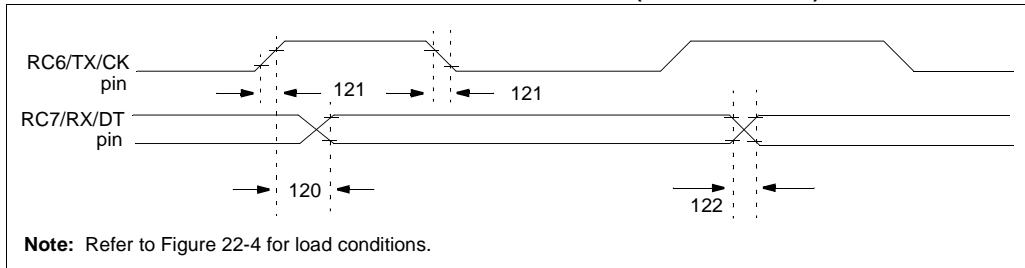 RC6/TX/CK
pin
121
121
RC7/RX/DT
pin
120
122
Note: Refer to Figure 22-4 for load conditions.